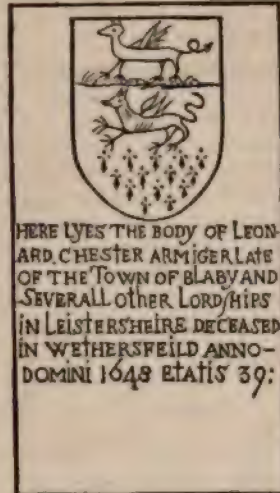 HERE LYES THE BODY OF LEON-
ARD. CHESTER ARMIGER LATE
OF THE TOWN OF BLABY AND
SEVERALL OTHER LORDSHIPS
IN LEISTERSHEIRE DECEASED
IN WETHERSFEILD ANNO-
DOMINI 1648 ETATIS 39: